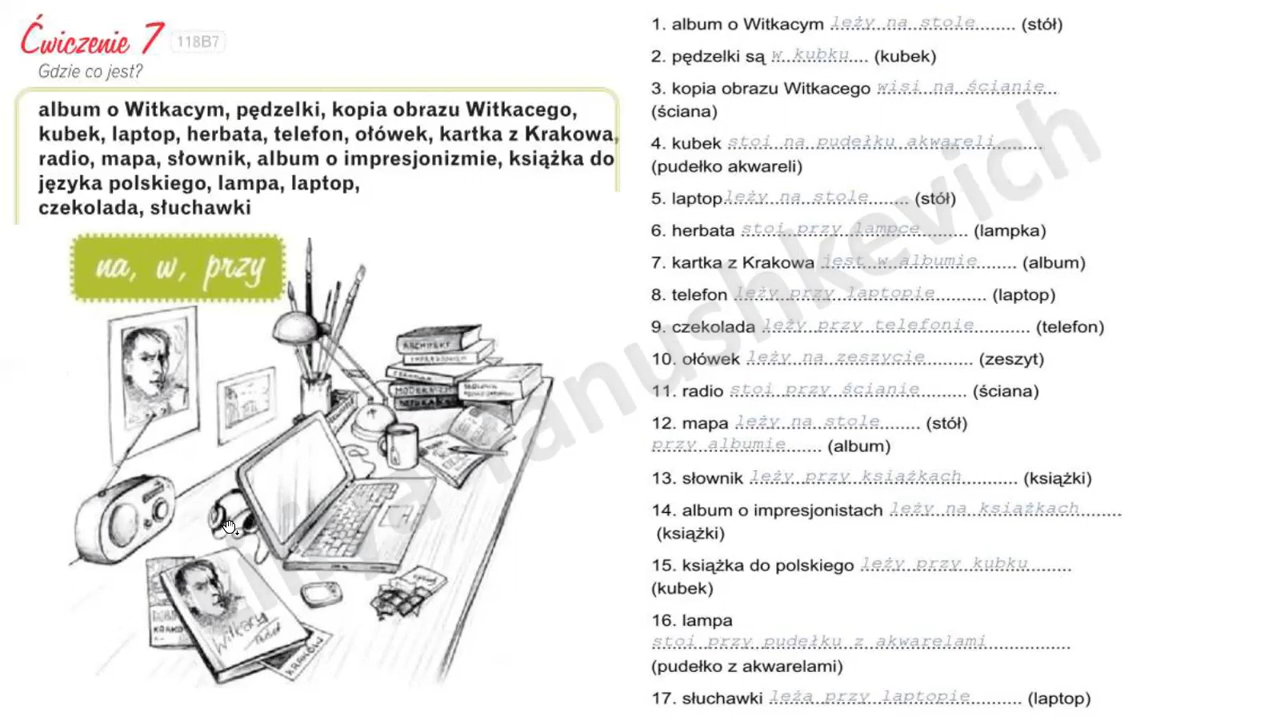 Ćwiczenie 7 118B7
Gdzie co jest?
album o Witkacym, pędzelki, kopia obrazu Witkacego,
kubek, laptop, herbata, telefon, ołówek, kartka z Krakowa,
radio, mapa, słownik, album o impresjonizmie, książka do
języka polskiego, lampa, laptop,
czekolada, słuchawki
na, w, przy
ARCHITEKT
Witkacy
KRAKÓW
1. album o Witkacym leży na stole (stół)
2. pędzelki są w kubku (kubek)
3. kopia obrazu Witkacego wisi na ścianie
(ściana)
4. kubek stoi na pudełku akwareli
(pudełko akwareli)
5. laptop leży na stole (stół)
6. herbata stoi przy lampce (lampka)
7. kartka z Krakowa jest w albumie (album)
8. telefon leży przy laptopie (laptop)
9. czekolada leży przy telefonie (telefon)
10. ołówek leży na zeszycie (zeszyt)
11. radio stoi przy ścianie (ściana)
12. mapa leży na stole (stół)
przy albumie (album)
13. słownik leży przy książkach (książki)
14. album o impresjonistach leży na książkach
(książki)
15. książka do polskiego leży przy kubku
(kubek)
16. lampa
stoi przy pudełku z akwarelami
(pudełko z akwarelami)
17. słuchawki leżą przy laptopie (laptop)